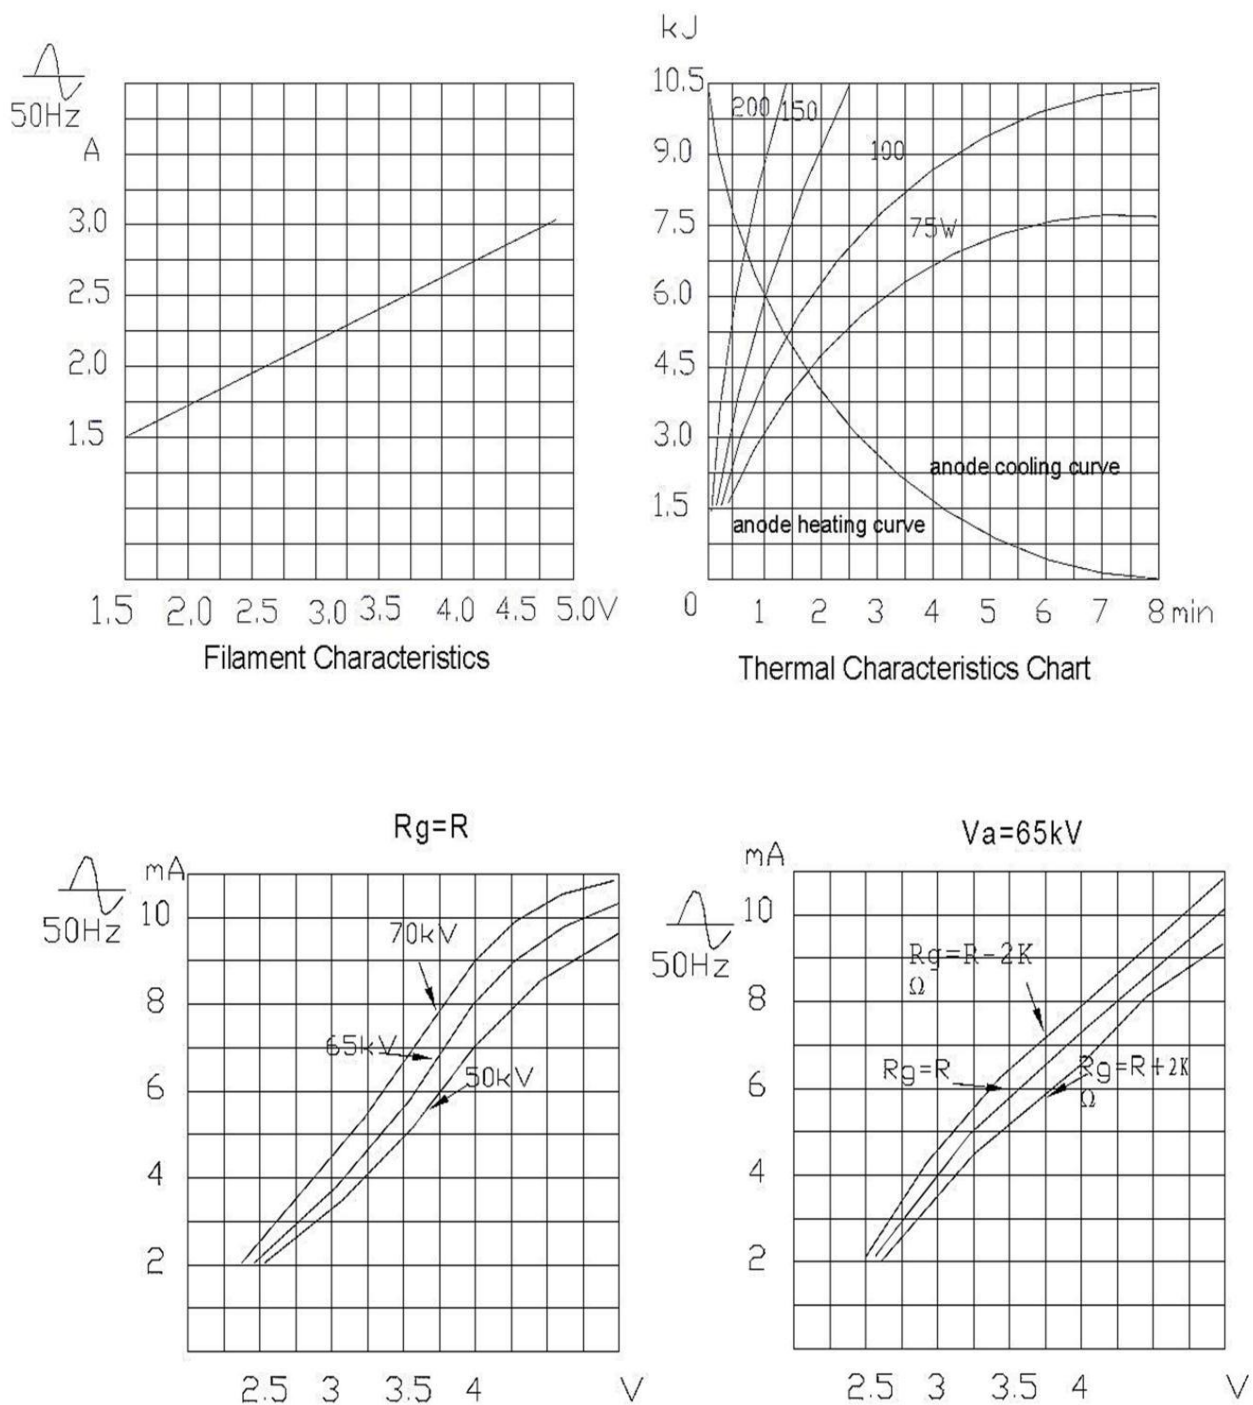 50Hz
A
3.0
2.5
2.0
1.5
1.5 2.0 2.5 3.0 3.5 4.0 4.5 5.0V
Filament Characteristics
kJ
10.5
9.0
7.5
6.0
4.5
3.0
1.5
200 150
100
75W
anode cooling curve
anode heating curve
0 1 2 3 4 5 6 7 8 min
Thermal Characteristics Chart
Rg=R
mA
50Hz
10
8
6
4
2
70kV
65kV
50kV
2.5 3 3.5 4 V
Va=65kV
mA
50Hz
10
8
6
4
2
Rg=R-2K
Ω
Rg=R
Rg=R+2K
Ω
2.5 3 3.5 4 V